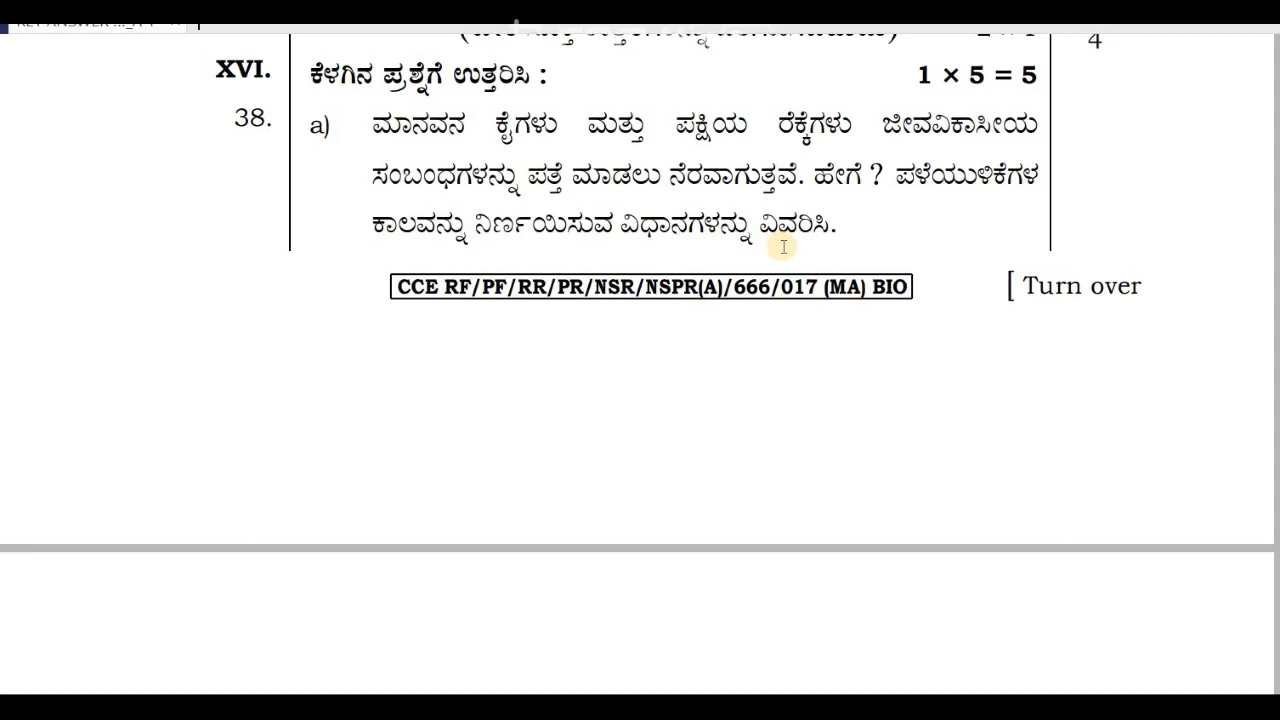 4
XVI. ಕೆಳಗಿನ ಪ್ರಶ್ನೆಗೆ ಉತ್ತರಿಸಿ : 1 × 5 = 5
38. a) ಮಾನವನ ಕೈಗಳು ಮತ್ತು ಪಕ್ಷಿಯ ರೆಕ್ಕೆಗಳು ಜೀವವಿಕಾಸೀಯ
ಸಂಬಂಧಗಳನ್ನು ಪತ್ತೆ ಮಾಡಲು ನೆರವಾಗುತ್ತವೆ. ಹೇಗೆ ? ಪಳೆಯುಳಿಕೆಗಳ
ಕಾಲವನ್ನು ನಿರ್ಣಯಿಸುವ ವಿಧಾನಗಳನ್ನು ವಿವರಿಸಿ.
CCE RF/PF/RR/PR/NSR/NSPR(A)/666/017 (MA) BIO [ Turn over